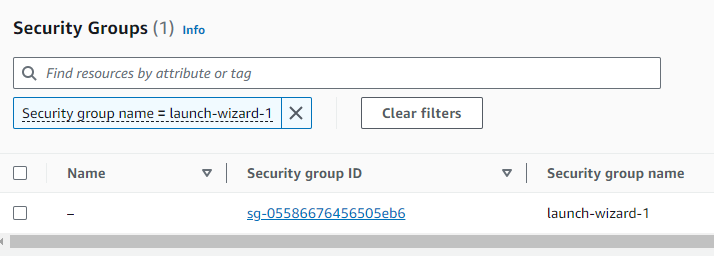 Security Groups (1) Info
Find resources by attribute or tag
Security group name = launch-wizard-1 Clear filters
Name Security group ID Security group name
– sg-05586676456505eb6 launch-wizard-1